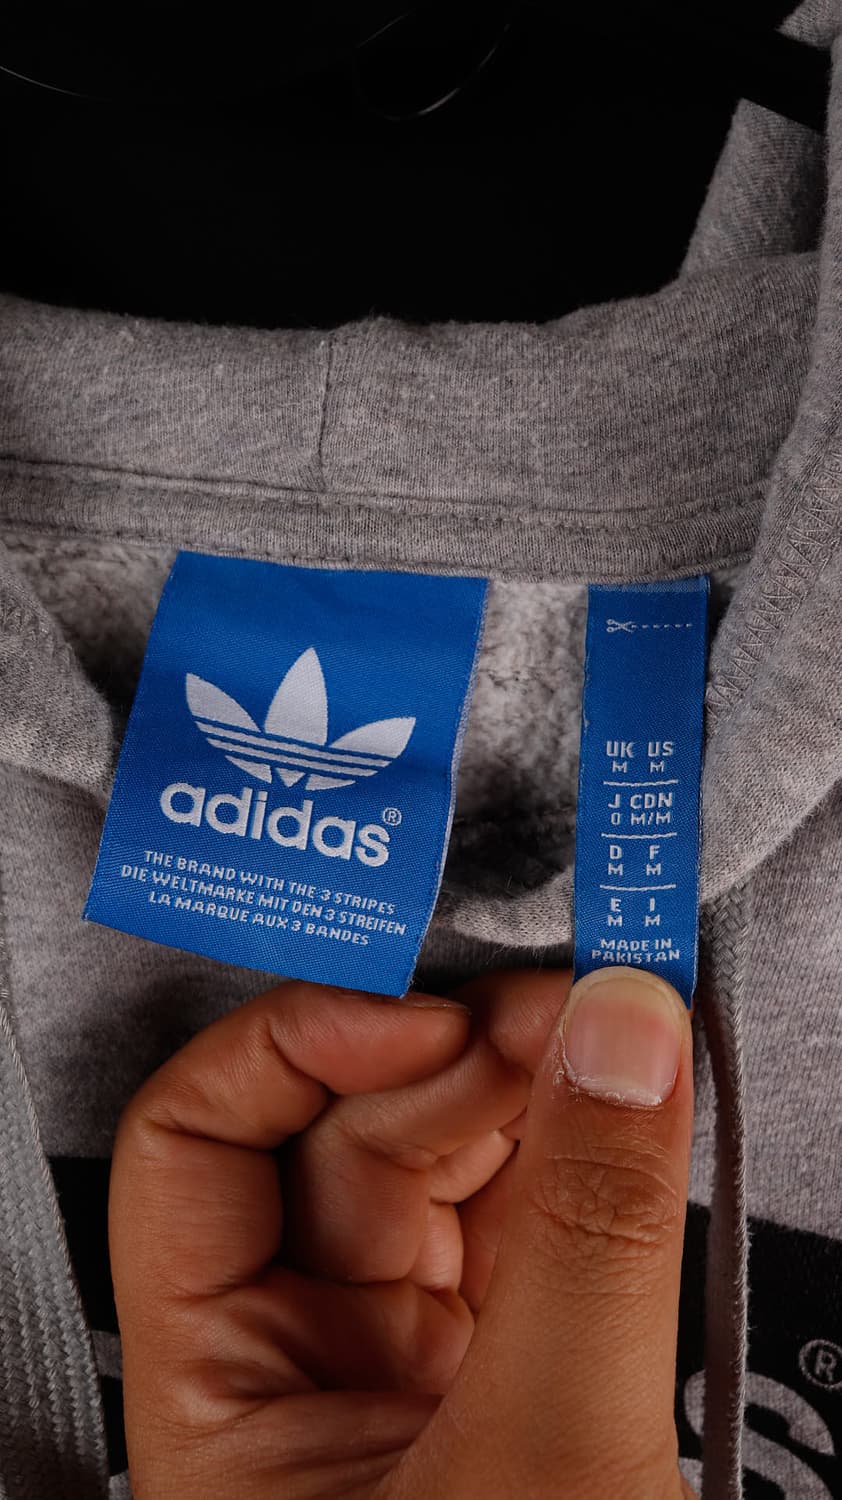 adidas®
THE BRAND WITH THE 3 STRIPES
DIE WELTMARKE MIT DEN 3 STREIFEN
LA MARQUE AUX 3 BANDES
UK US
M M
J CDN
O M/M
D F
M M
E I
M M
MADE IN
PAKISTAN
S®